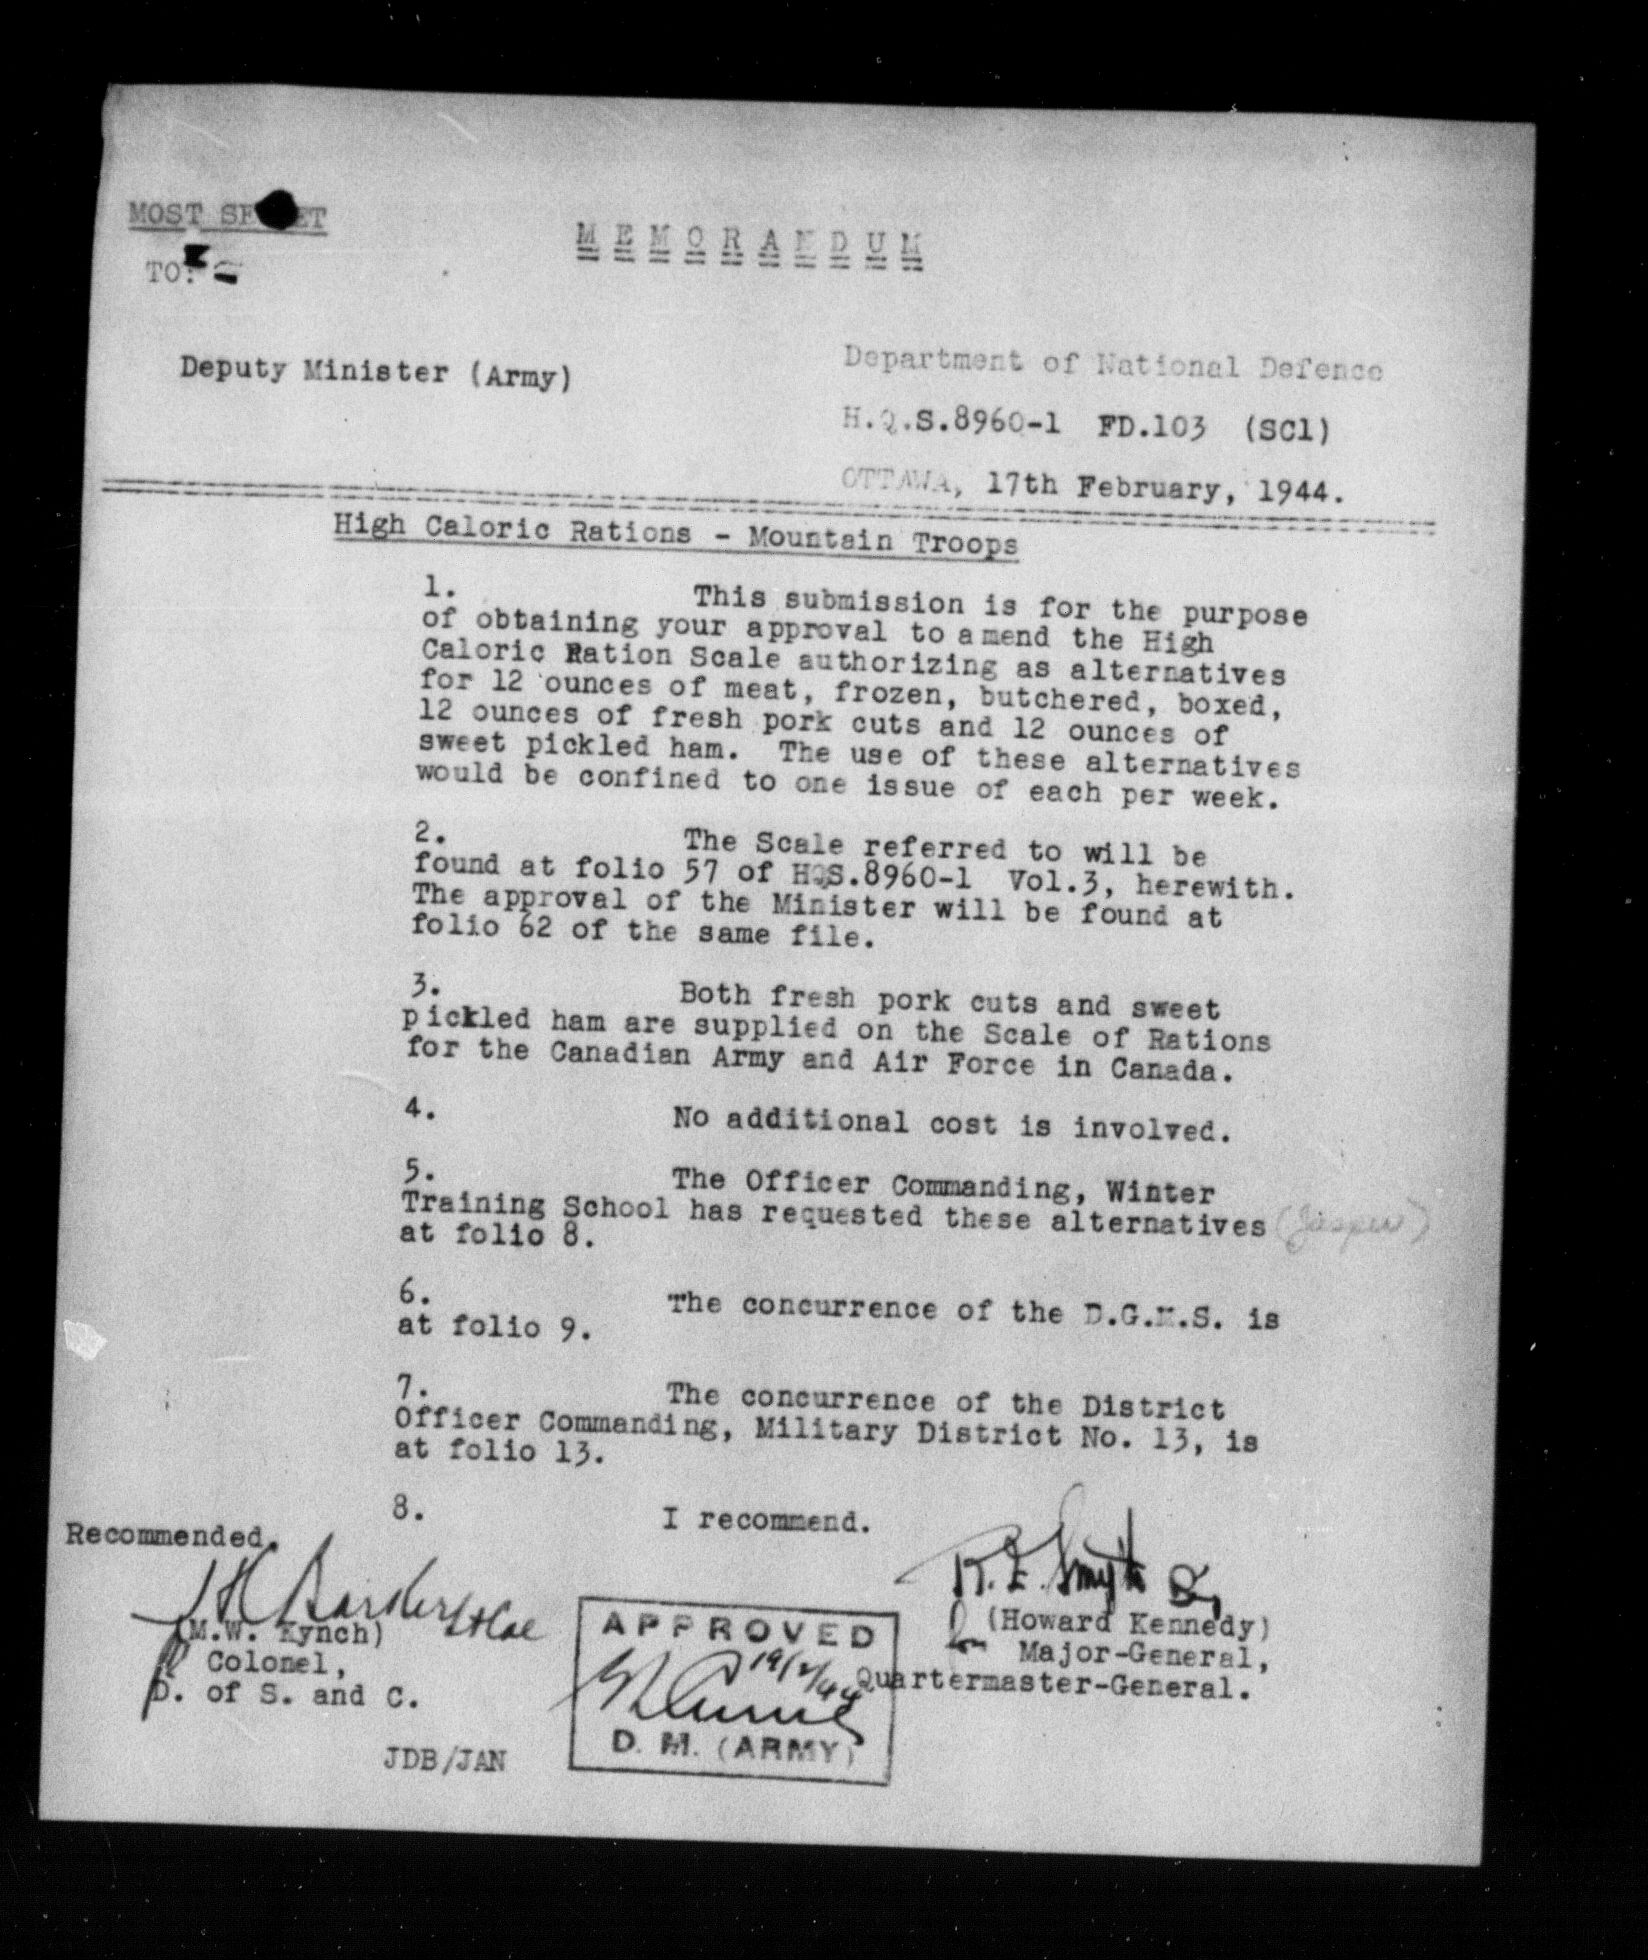 MOST SECRET
MEMORANDUM
TO:
Deputy Minister (Army)
Department of National Defence
H.Q.S.8960-1 FD.103 (SC1)
OTTAWA, 17th February, 1944.
High Caloric Rations - Mountain Troops
1. This submission is for the purpose
of obtaining your approval to amend the High
Caloric Ration Scale authorizing as alternatives
for 12 ounces of meat, frozen, butchered, boxed,
12 ounces of fresh pork cuts and 12 ounces of
sweet pickled ham. The use of these alternatives
would be confined to one issue of each per week.
2. The Scale referred to will be
found at folio 57 of HQS.8960-1 Vol.3, herewith.
The approval of the Minister will be found at
folio 62 of the same file.
3. Both fresh pork cuts and sweet
pickled ham are supplied on the Scale of Rations
for the Canadian Army and Air Force in Canada.
4. No additional cost is involved.
5. The Officer Commanding, Winter
Training School has requested these alternatives (Jasper)
at folio 8.
6. The concurrence of the D.G.M.S. is
at folio 9.
7. The concurrence of the District
Officer Commanding, Military District No. 13, is
at folio 13.
8. I recommend.
Recommended.
R.E. Smyth
(M.W. Kynch)
Colonel,
D. of S. and C.
for (Howard Kennedy)
Major-General,
Quartermaster-General.
APPROVED
19/2/44
D. M. (ARMY)
JDB/JAN